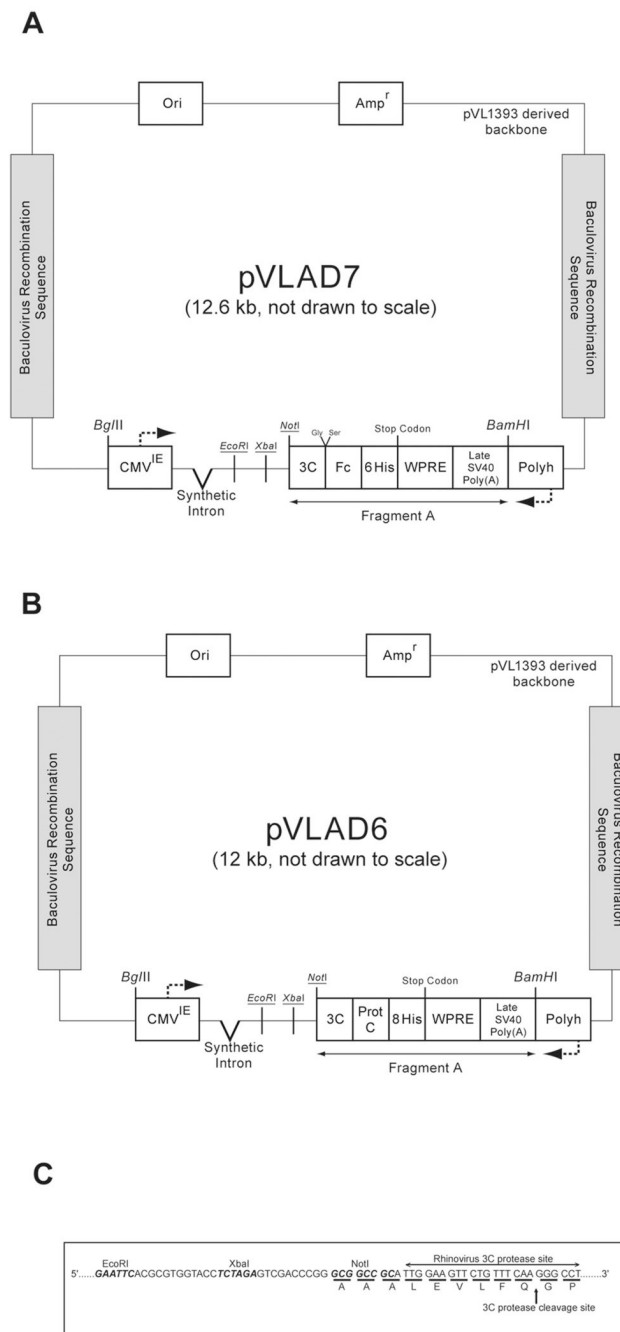 A
Ori
Amp^r
pVL1393 derived
backbone
Baculovirus Recombination
Sequence
Baculovirus Recombination
Sequence
pVLAD7
(12.6 kb, not drawn to scale)
BglII
CMV^IE
Synthetic
Intron
EcoRI
XbaI
NotI
Gly Ser
Stop Codon
BamHI
3C
Fc
6 His
WPRE
Late
SV40
Poly(A)
Polyh
Fragment A
B
Ori
Amp^r
pVL1393 derived
backbone
Baculovirus Recombination
Sequence
Baculovirus Recombination
Sequence
pVLAD6
(12 kb, not drawn to scale)
BglII
CMV^IE
Synthetic
Intron
EcoRI
XbaI
NotI
Stop Codon
BamHI
3C
Prot
C
8 His
WPRE
Late
SV40
Poly(A)
Polyh
Fragment A
C
EcoRI XbaI NotI Rhinovirus 3C protease site
5'......GAATTCACGCGTGGTACCTCTAGAGTCGACCCGG GCG GCC GCA TTG GAA GTT CTG TTT CAA GGG CCT.......3'
A A A L E V L F Q G P
3C protease cleavage site